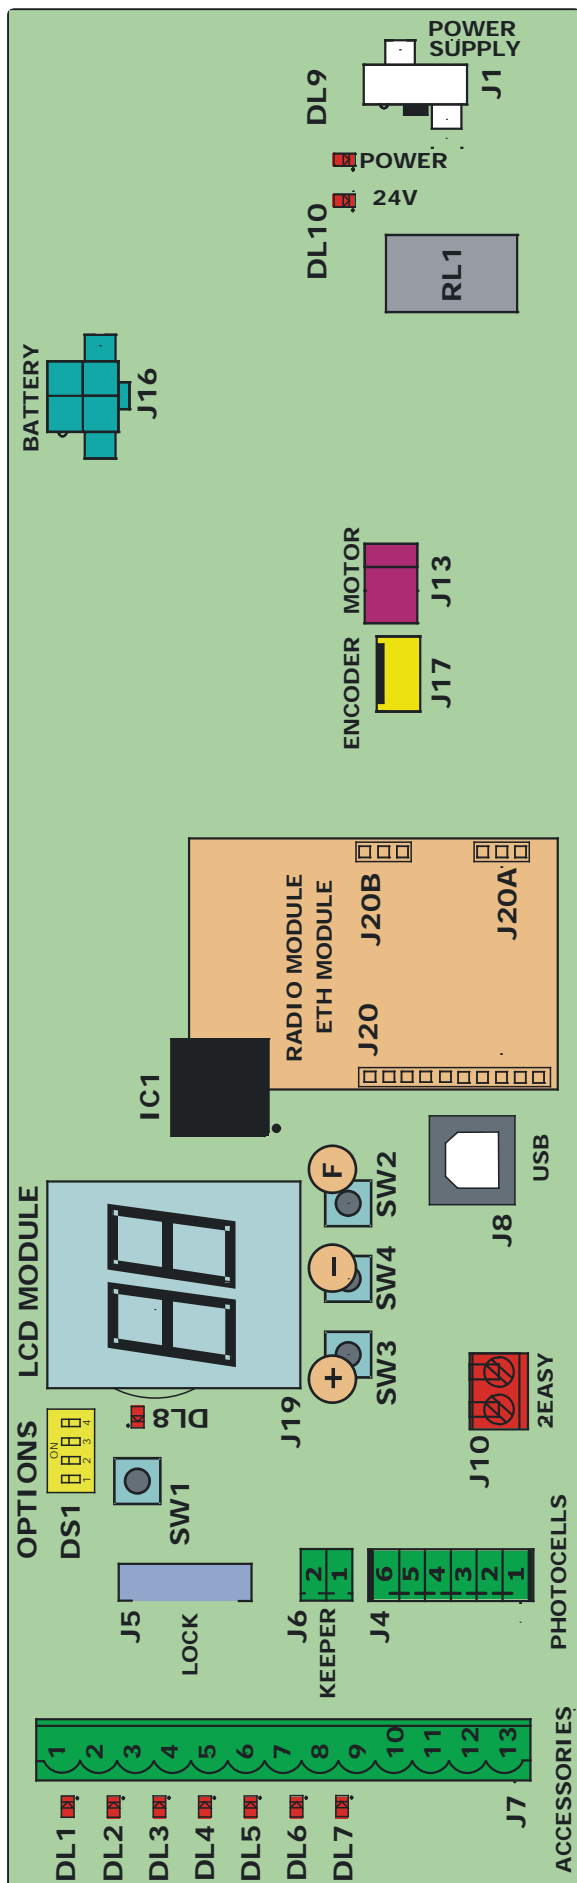 POWER
SUPPLY
J1
DL9
POWER
24V
DL10
RL1
BATTERY
J16
MOTOR
J13
ENCODER
J17
RADIO MODULE
ETH MODULE
J20B
J20A
J20
IC1
LCD MODULE
F
SW2
-
SW4
+
SW3
USB
J8
J19
OPTIONS
ON
1 2 3 4
DS1
DL8
SW1
2EASY
J10
J5
LOCK
2
1
J6
KEEPER
6
5
4
3
2
1
J4
PHOTOCELLS
1
2
3
4
5
6
7
8
9
10
11
12
13
J7
ACCESSORIES
DL1
DL2
DL3
DL4
DL5
DL6
DL7